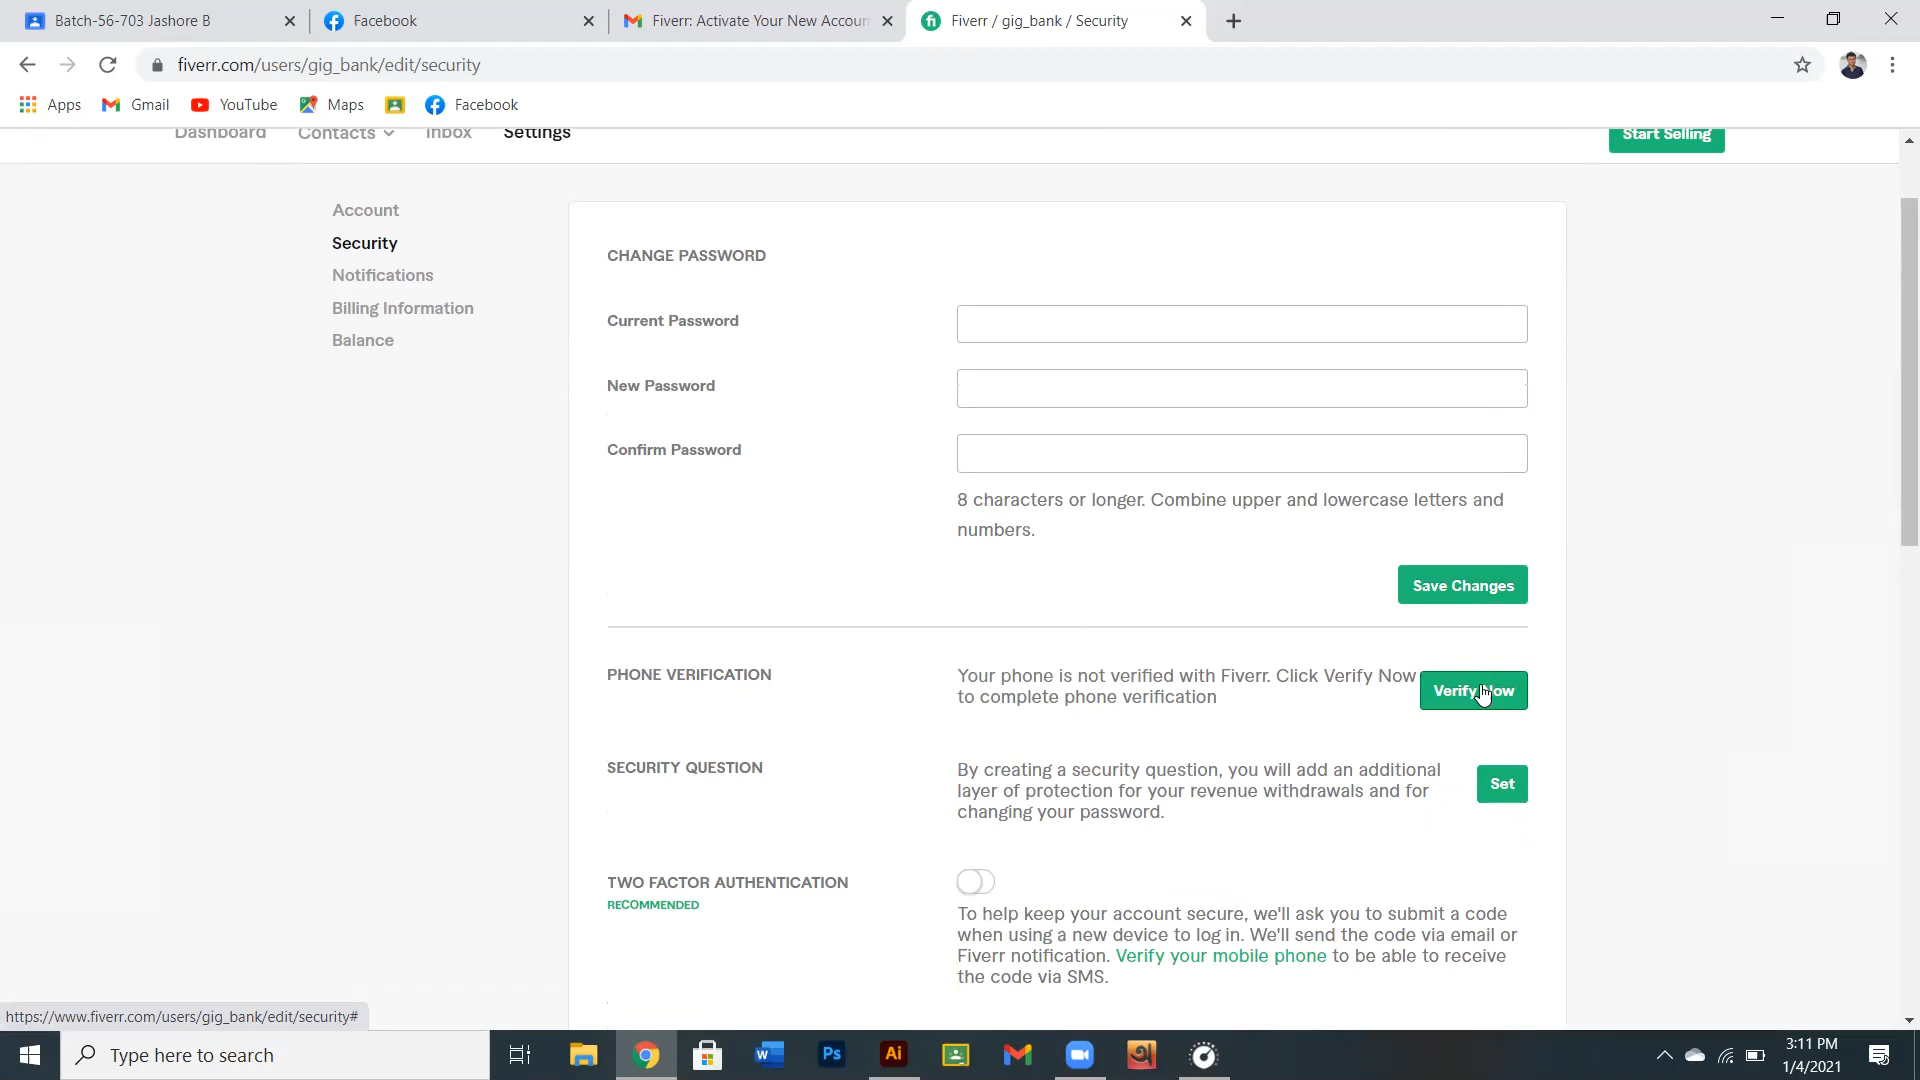 Batch-56-703 Jashore B
Facebook
Fiverr: Activate Your New Accoun
Fiverr / gig_bank / Security
fiverr.com/users/gig_bank/edit/security
Apps
Gmail
YouTube
Maps
Facebook
Dashboard
Contacts
Inbox
Settings
Start Selling
Account
Security
Notifications
Billing Information
Balance
CHANGE PASSWORD
Current Password
New Password
Confirm Password
8 characters or longer. Combine upper and lowercase letters and
numbers.
Save Changes
PHONE VERIFICATION
Your phone is not verified with Fiverr. Click Verify Now
to complete phone verification
Verify Now
SECURITY QUESTION
By creating a security question, you will add an additional
layer of protection for your revenue withdrawals and for
changing your password.
Set
TWO FACTOR AUTHENTICATION
RECOMMENDED
To help keep your account secure, we'll ask you to submit a code
when using a new device to log in. We'll send the code via email or
Fiverr notification. Verify your mobile phone to be able to receive
the code via SMS.
https://www.fiverr.com/users/gig_bank/edit/security#
Type here to search
Ps
Ai
3:11 PM
1/4/2021